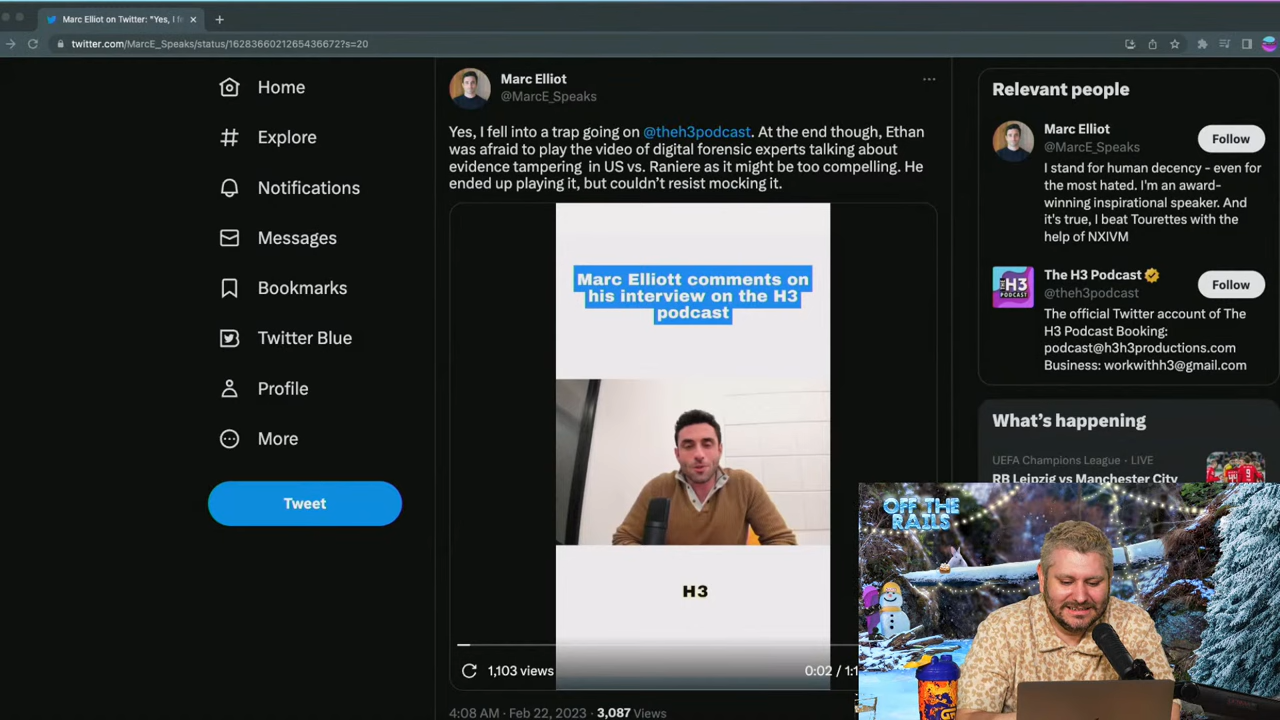 Marc Elliot on Twitter: "Yes, I fe
twitter.com/MarcE_Speaks/status/1628366021265436672?s=20
Home
Explore
Notifications
Messages
Bookmarks
Twitter Blue
Profile
More
Tweet
Marc Elliot
@MarcE_Speaks
Yes, I fell into a trap going on @theh3podcast. At the end though, Ethan
was afraid to play the video of digital forensic experts talking about
evidence tampering in US vs. Raniere as it might be too compelling. He
ended up playing it, but couldn't resist mocking it.
Marc Elliott comments on
his interview on the H3
podcast
H3
1,103 views
0:02 / 1:1
4:08 AM · Feb 22, 2023 · 3,087 Views
Relevant people
Marc Elliot
@MarcE_Speaks
Follow
I stand for human decency - even for
the most hated. I'm an award-
winning inspirational speaker. And
it's true, I beat Tourettes with the
help of NXIVM
H3
PODCAST
The H3 Podcast
@theh3podcast
Follow
The official Twitter account of The
H3 Podcast Booking:
podcast@h3h3productions.com
Business: workwithh3@gmail.com
What's happening
UEFA Champions League · LIVE
RB Leipzig vs Manchester City
OFF THE
RAILS